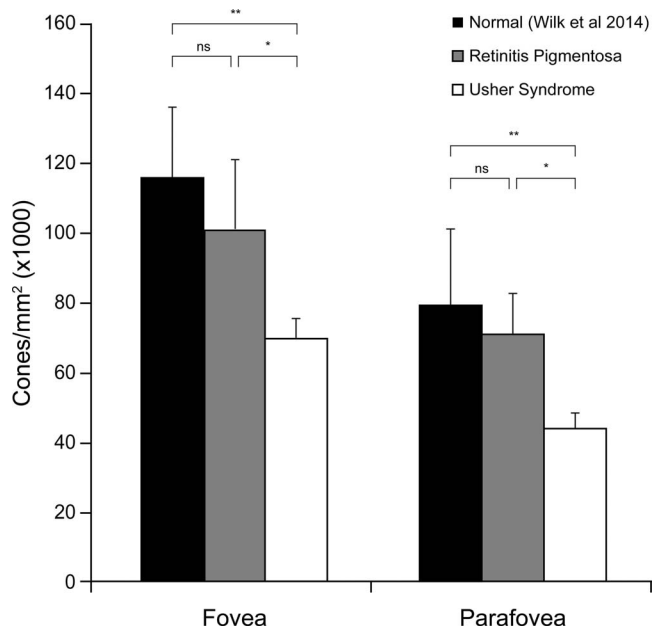 Normal (Wilk et al 2014)
Retinitis Pigmentosa
Usher Syndrome
**
ns
*
**
ns
*
Cones/mm² (x1000)
160
140
120
100
80
60
40
20
0
Fovea
Parafovea